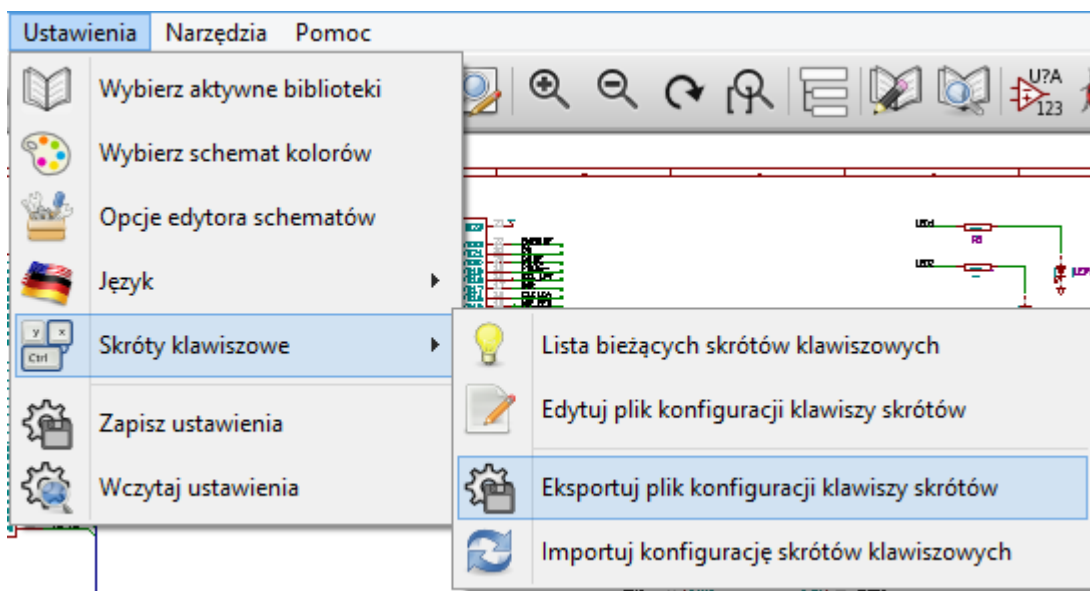 Ustawienia Narzędzia Pomoc
Wybierz aktywne biblioteki
U?A
123
Wybierz schemat kolorów
Opcje edytora schematów
Język
y x
Ctrl
Skróty klawiszowe
Lista bieżących skrótów klawiszowych
Edytuj plik konfiguracji klawiszy skrótów
Zapisz ustawienia
Wczytaj ustawienia
Eksportuj plik konfiguracji klawiszy skrótów
Importuj konfigurację skrótów klawiszowych